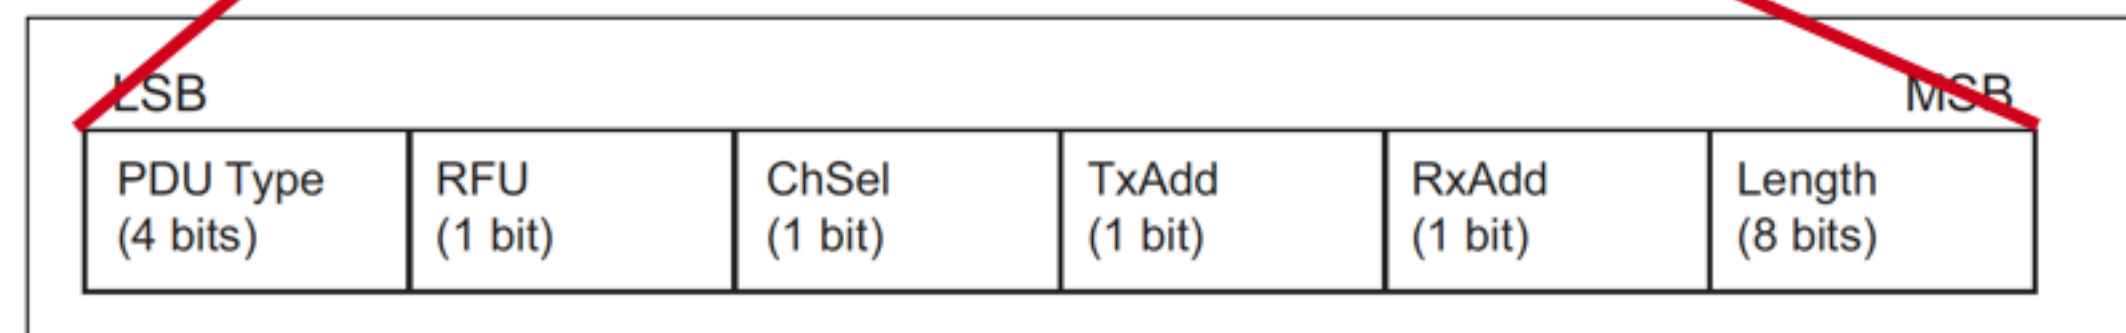 LSB
MSB
PDU Type
(4 bits)
RFU
(1 bit)
ChSel
(1 bit)
TxAdd
(1 bit)
RxAdd
(1 bit)
Length
(8 bits)